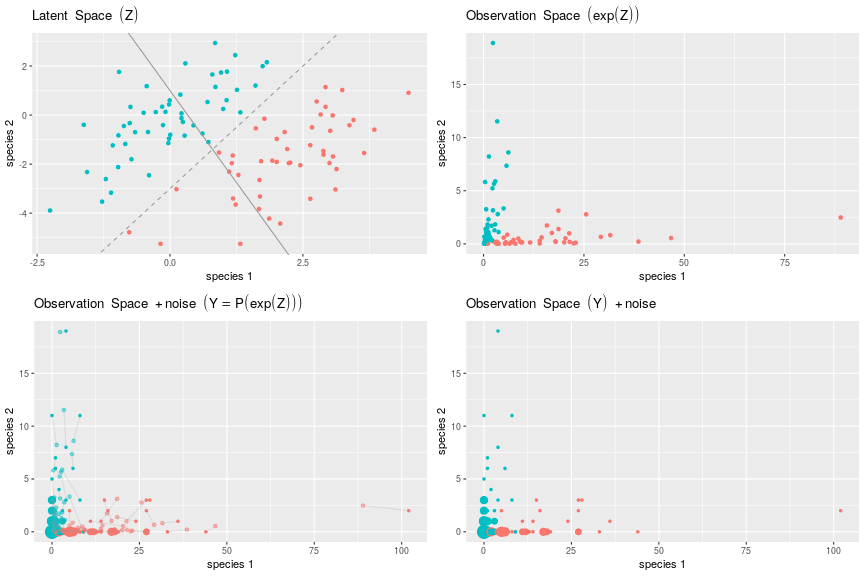 Latent Space (Z)
2
0
-2
-4
-2.5
0.0
2.5
species 1
species 2
Observation Space (exp(Z))
15
10
5
0
0
25
50
75
species 1
species 2
Observation Space + noise (Y = P(exp(Z)))
15
10
5
0
0
25
50
75
100
species 1
species 2
Observation Space (Y) + noise
15
10
5
0
0
25
50
75
100
species 1
species 2